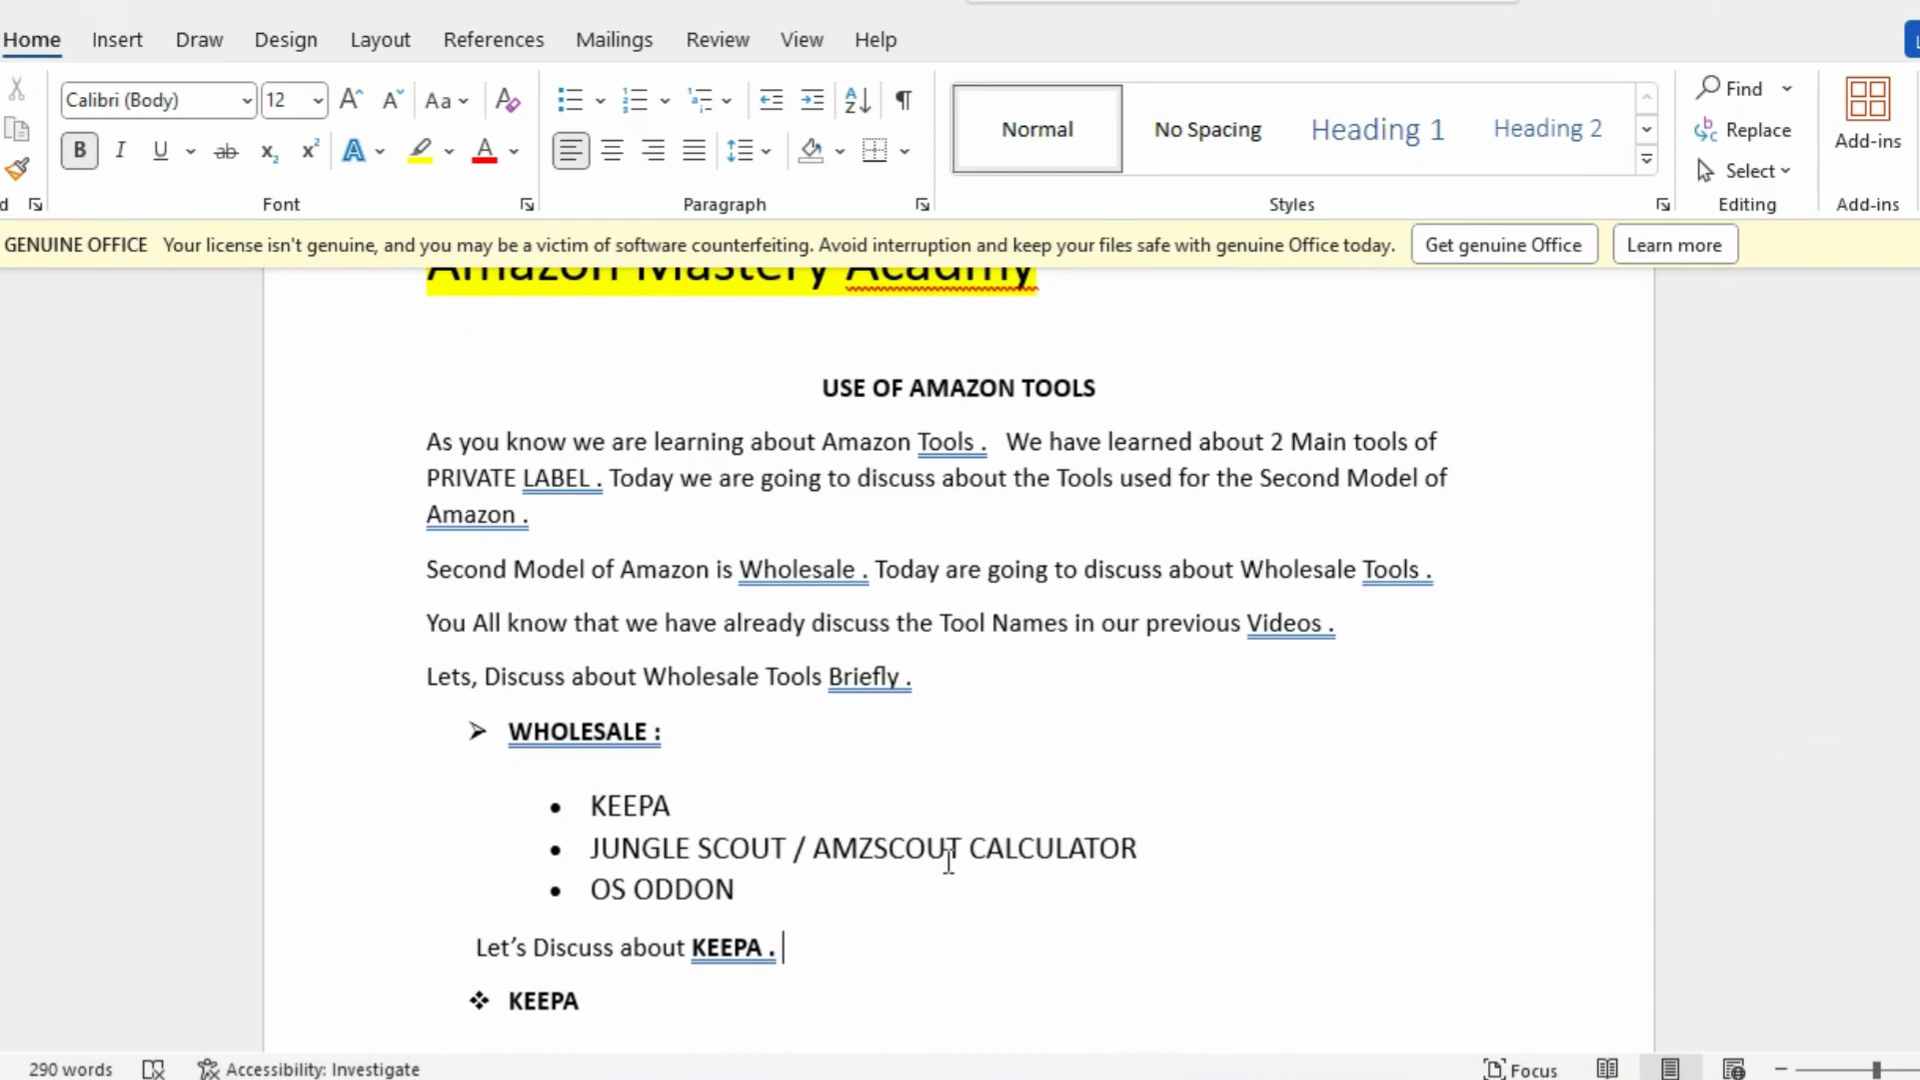 Home Insert Draw Design Layout References Mailings Review View Help
Calibri (Body) 12 Aa
Normal No Spacing Heading 1 Heading 2
Find
Replace
Select
Add-ins
Font Paragraph Styles Editing Add-ins
GENUINE OFFICE Your license isn't genuine, and you may be a victim of software counterfeiting. Avoid interruption and keep your files safe with genuine Office today. Get genuine Office Learn more
Amazon Mastery Acadmy
USE OF AMAZON TOOLS
As you know we are learning about Amazon Tools . We have learned about 2 Main tools of
PRIVATE LABEL . Today we are going to discuss about the Tools used for the Second Model of
Amazon .
Second Model of Amazon is Wholesale . Today are going to discuss about Wholesale Tools .
You All know that we have already discuss the Tool Names in our previous Videos .
Lets, Discuss about Wholesale Tools Briefly .
➢ WHOLESALE :
• KEEPA
• JUNGLE SCOUT / AMZSCOUT CALCULATOR
• OS ODDON
Let’s Discuss about KEEPA .
❖ KEEPA
290 words Accessibility: Investigate Focus